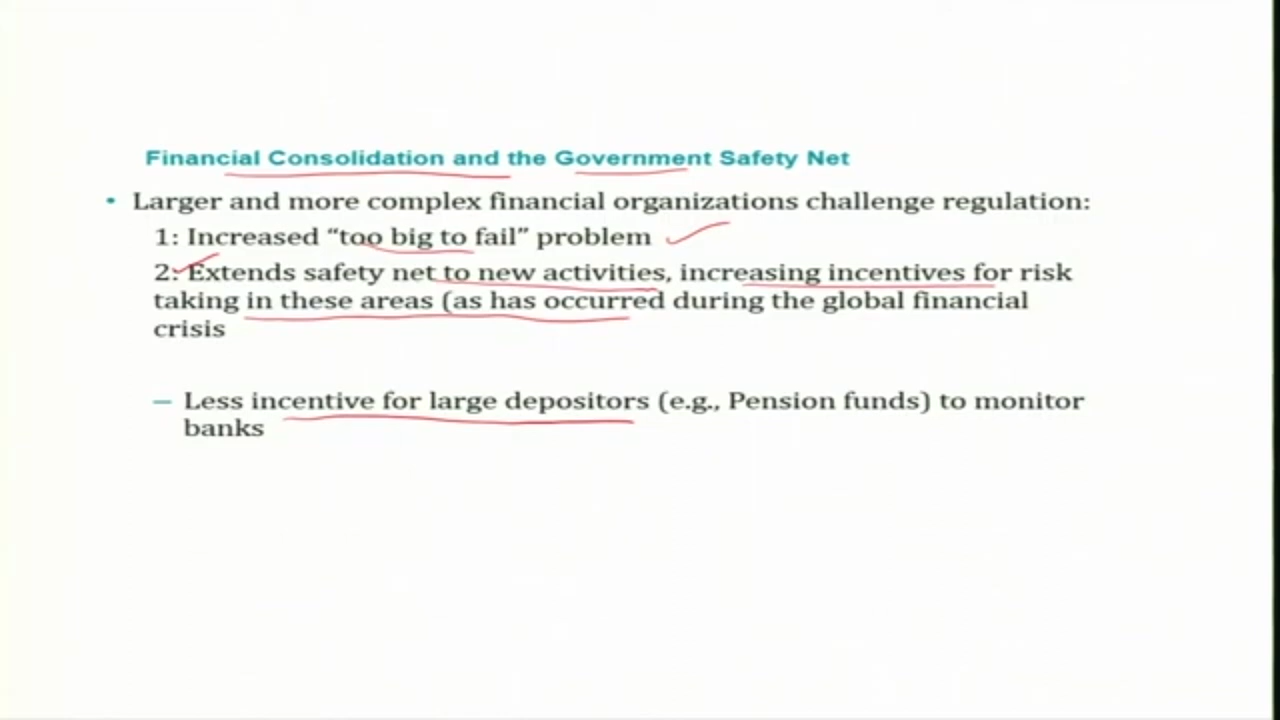 Financial Consolidation and the Government Safety Net
• Larger and more complex financial organizations challenge regulation:
1: Increased “too big to fail” problem
2: Extends safety net to new activities, increasing incentives for risk
taking in these areas (as has occurred during the global financial
crisis
– Less incentive for large depositors (e.g., Pension funds) to monitor
banks